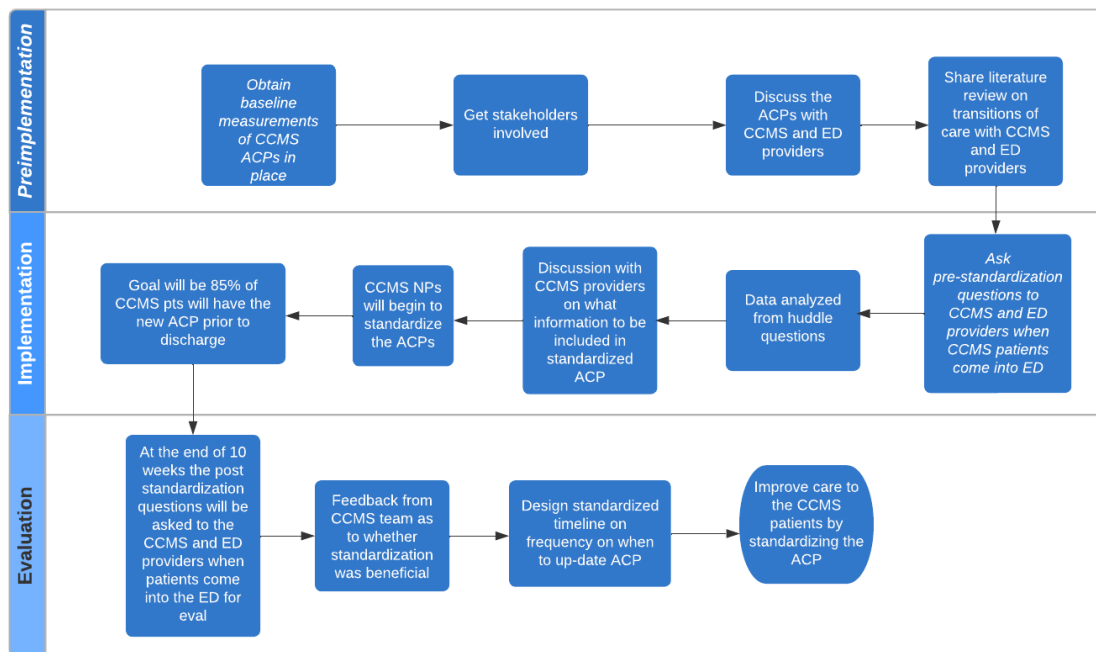 Preimplementation
Obtain
baseline
measurements
of CCMS
ACPs in
place
Get stakeholders
involved
Discuss the
ACPs with
CCMS and ED
providers
Share literature
review on
transitions of
care with CCMS
and ED
providers
Implementation
Ask
pre-standardization
questions to
CCMS and ED
providers when
CCMS patients
come into ED
Data analyzed
from huddle
questions
Discussion with
CCMS providers
on what
information to be
included in
standardized
ACP
CCMS NPs
will begin to
standardize
the ACPs
Goal will be 85% of
CCMS pts will have the
new ACP prior to
discharge
Evaluation
At the end of 10
weeks the post
standardization
questions will be
asked to the
CCMS and ED
providers when
patients come
into the ED for
eval
Feedback from
CCMS team as
to whether
standardization
was beneficial
Design standardized
timeline on
frequency on when
to up-date ACP
Improve care to
the CCMS
patients by
standardizing the
ACP